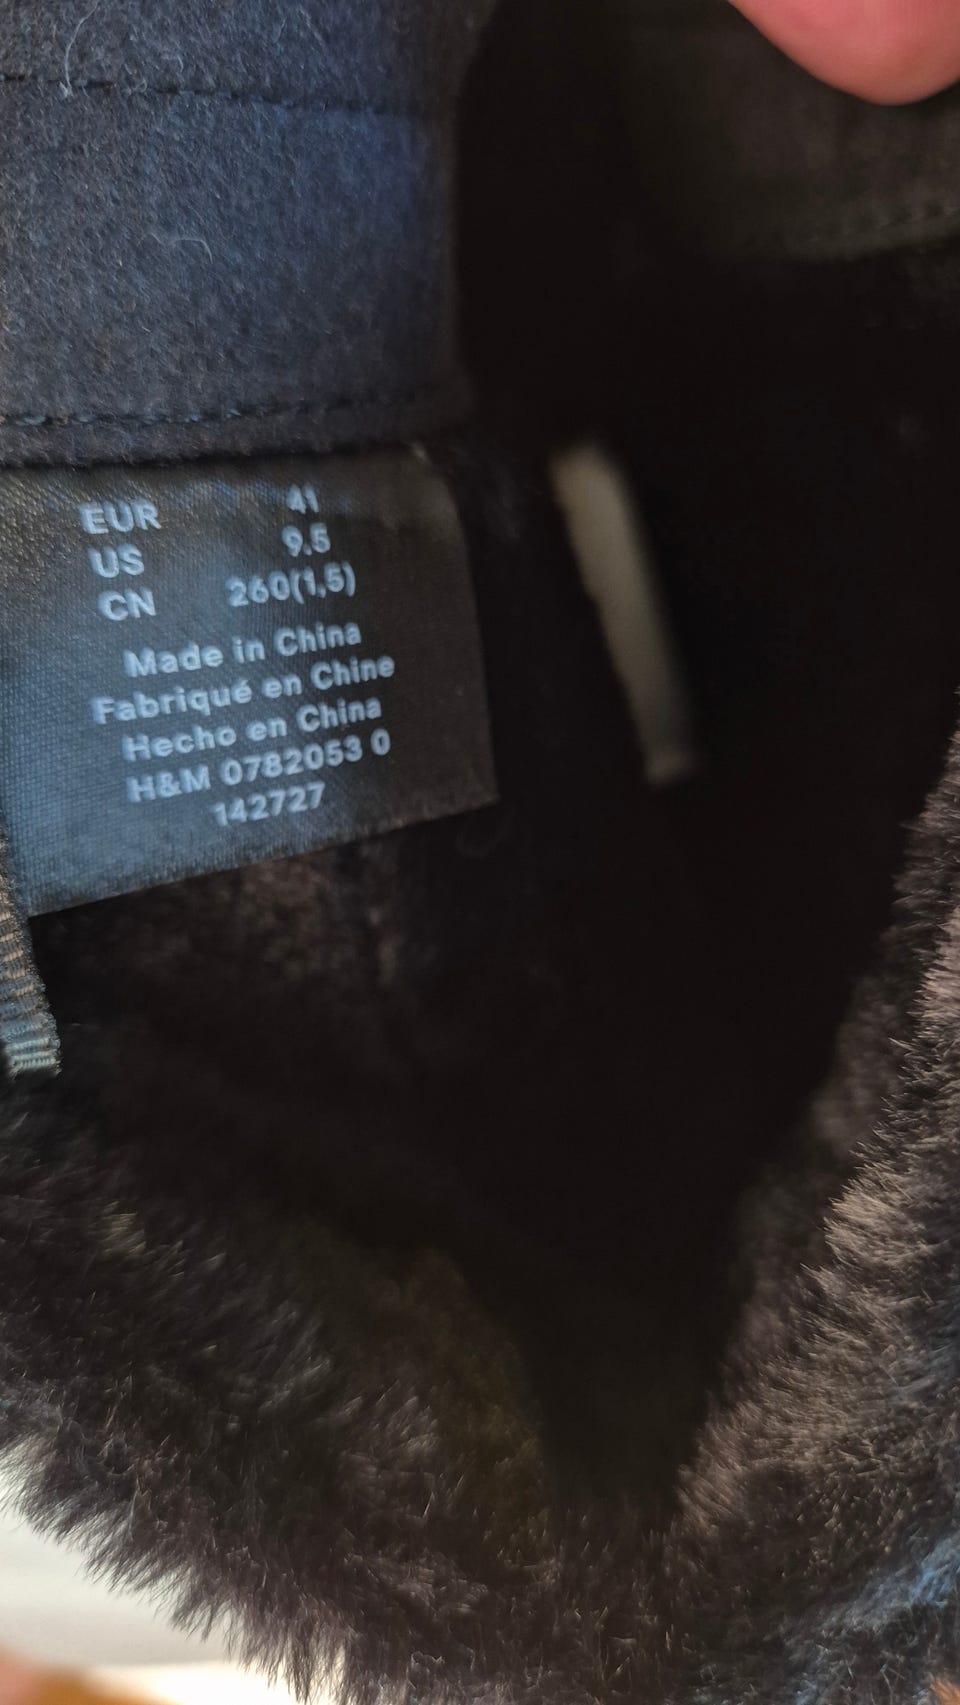 EUR 41
US 9.5
CN 260(1,5)
Made in China
Fabriqué en Chine
Hecho en China
H&M 0782053 0
142727